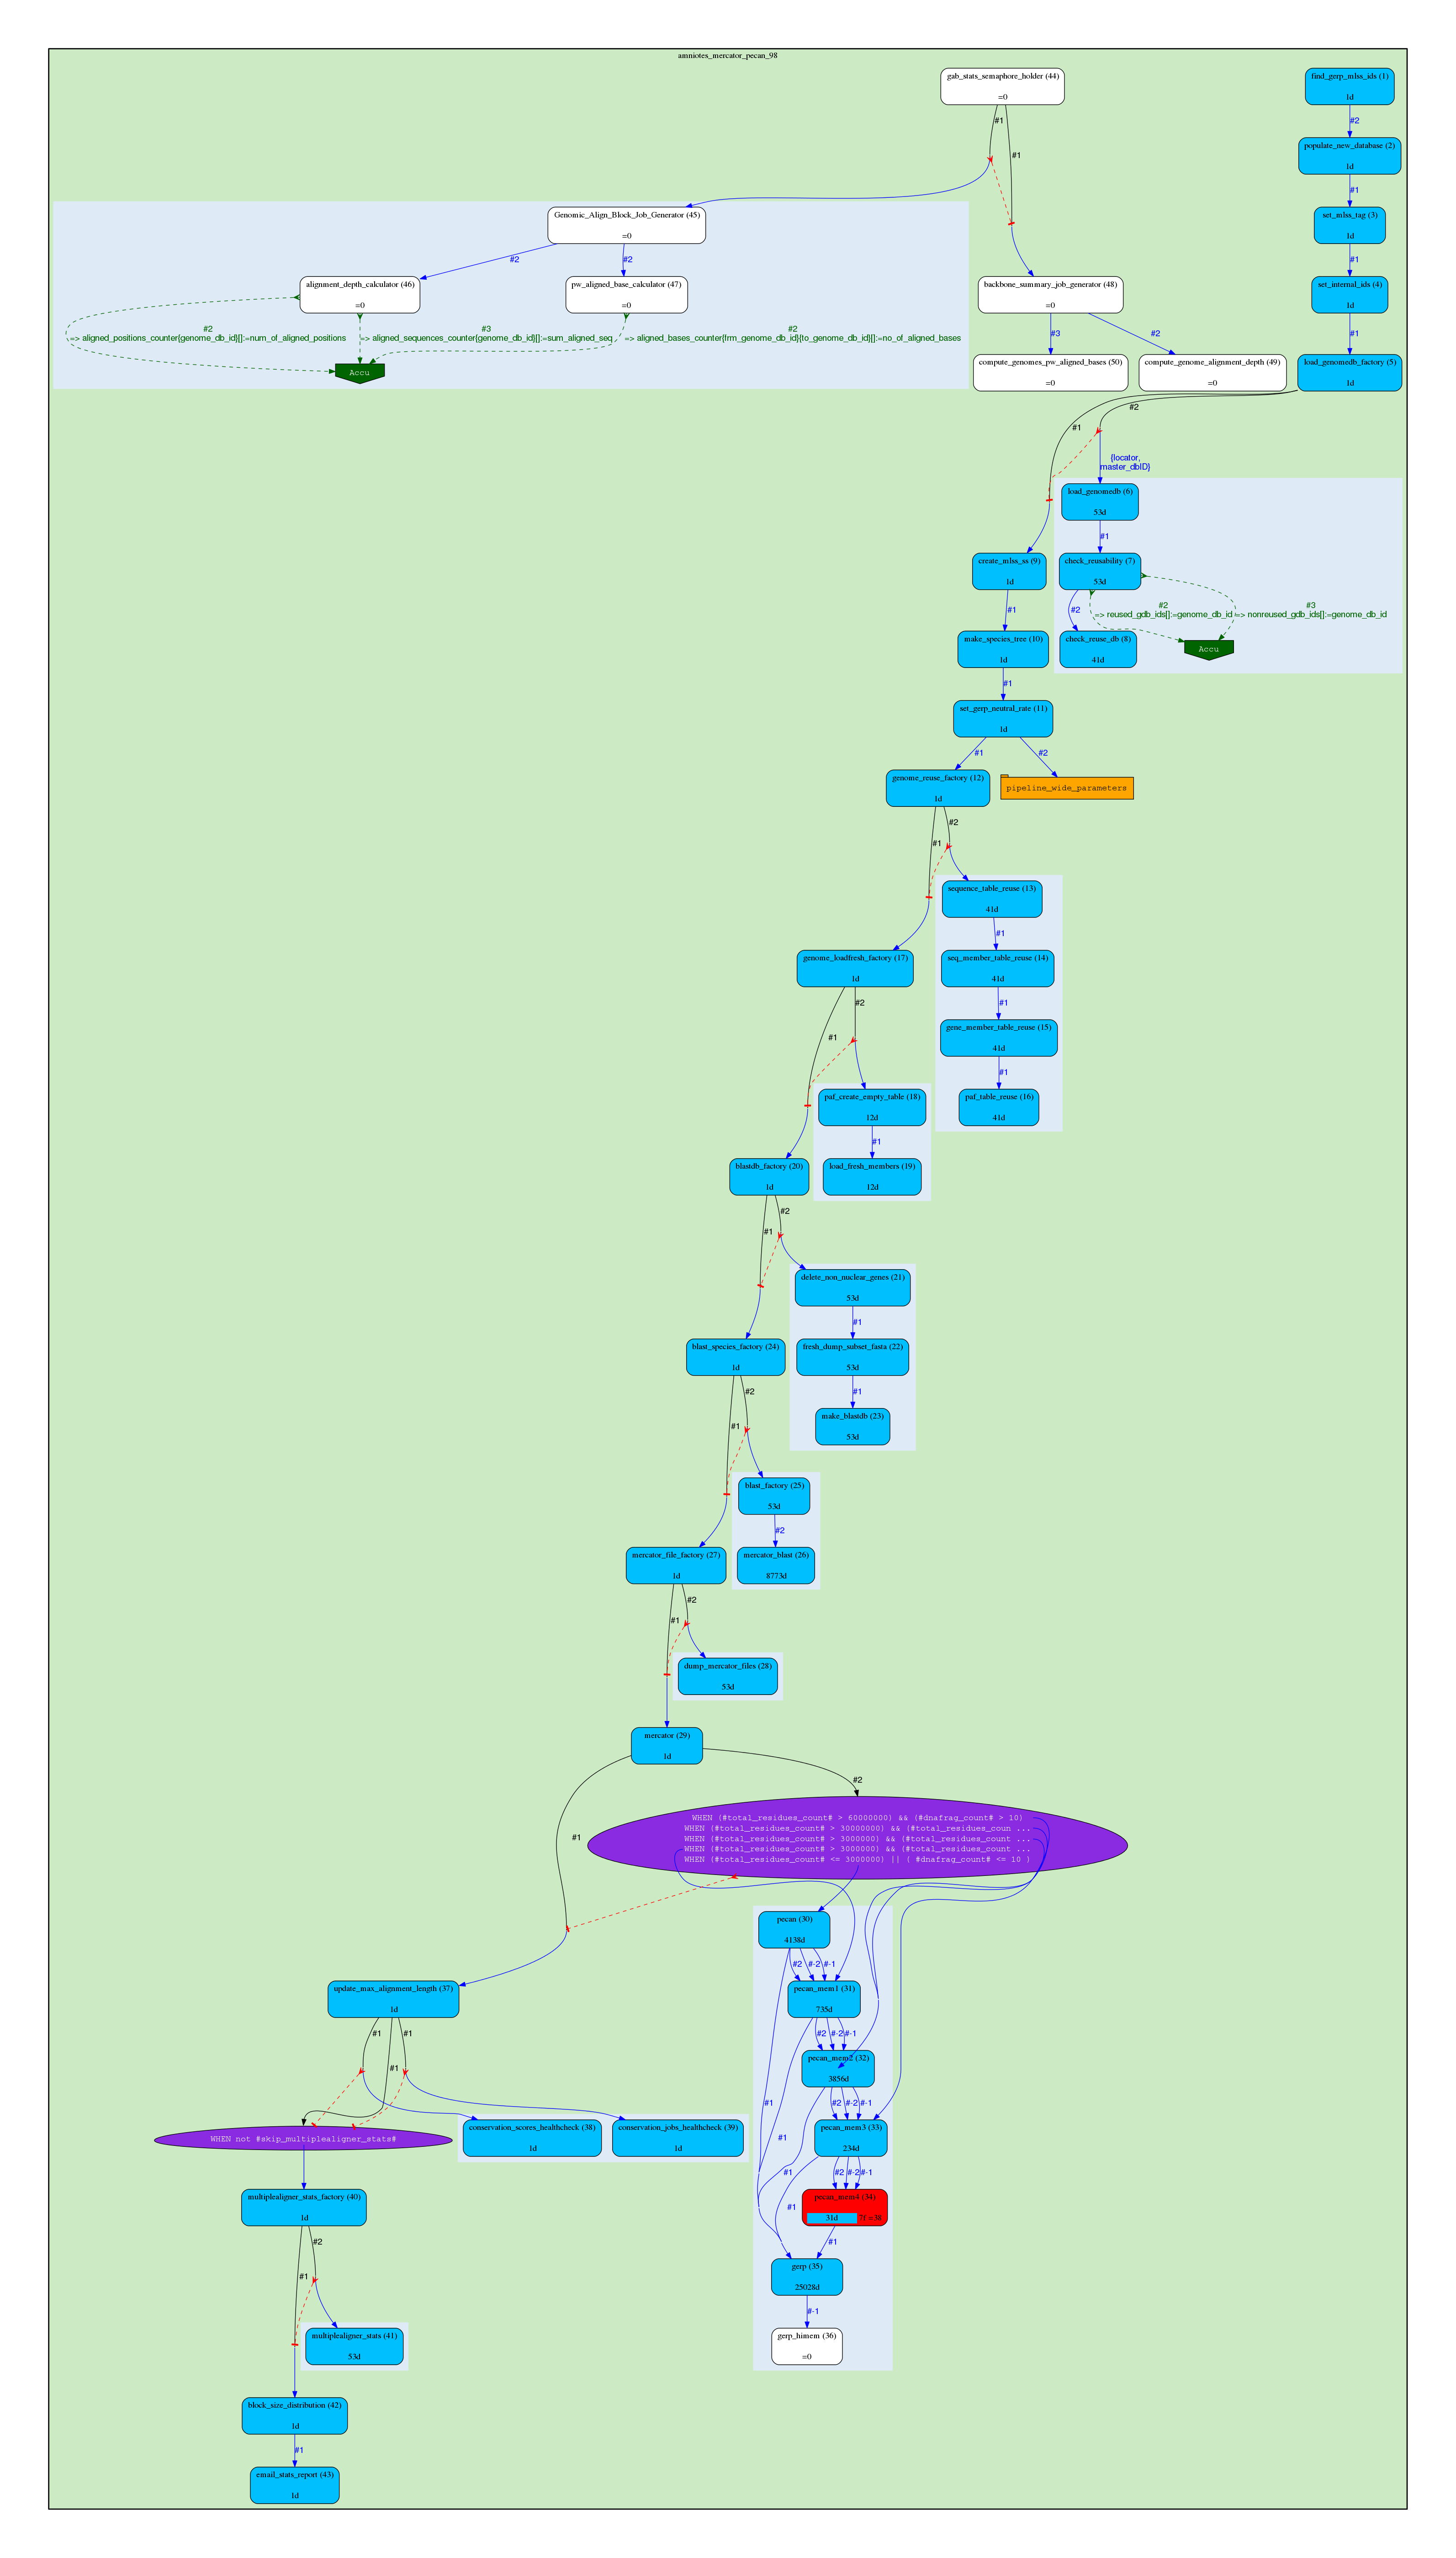 amniotes_mercator_pecan_98
gab_stats_semaphore_holder (44)
=0
find_gerp_mlss_ids (1)
1d
#1
#1
#2
populate_new_database (2)
1d
#1
Genomic_Align_Block_Job_Generator (45)
=0
set_mlss_tag (3)
1d
#2
#2
#1
alignment_depth_calculator (46)
=0
pw_aligned_base_calculator (47)
=0
backbone_summary_job_generator (48)
=0
set_internal_ids (4)
1d
#2
=> aligned_positions_counter{genome_db_id}[]:=num_of_aligned_positions
#3
=> aligned_sequences_counter{genome_db_id}[]:=sum_aligned_seq
#2
=> aligned_bases_counter{frm_genome_db_id}{to_genome_db_id}[]:=no_of_aligned_bases
#3
#2
#1
Accu
compute_genomes_pw_aligned_bases (50)
=0
compute_genome_alignment_depth (49)
=0
load_genomedb_factory (5)
1d
#2
#1
{locator,
master_dbID}
load_genomedb (6)
53d
#1
create_mlss_ss (9)
1d
check_reusability (7)
53d
#1
#2
#2
=> reused_gdb_ids[]:=genome_db_id
#3
=> nonreused_gdb_ids[]:=genome_db_id
make_species_tree (10)
1d
check_reuse_db (8)
41d
Accu
#1
set_gerp_neutral_rate (11)
1d
#1
#2
genome_reuse_factory (12)
1d
pipeline_wide_parameters
#2
#1
sequence_table_reuse (13)
41d
#1
genome_loadfresh_factory (17)
1d
seq_member_table_reuse (14)
41d
#2
#1
#1
gene_member_table_reuse (15)
41d
#1
paf_create_empty_table (18)
12d
paf_table_reuse (16)
41d
#1
blastdb_factory (20)
1d
load_fresh_members (19)
12d
#2
#1
delete_non_nuclear_genes (21)
53d
#1
blast_species_factory (24)
1d
fresh_dump_subset_fasta (22)
53d
#2
#1
#1
make_blastdb (23)
53d
blast_factory (25)
53d
#2
mercator_file_factory (27)
1d
mercator_blast (26)
8773d
#2
#1
dump_mercator_files (28)
53d
mercator (29)
1d
#2
#1
WHEN (#total_residues_count# > 60000000) && (#dnafrag_count# > 10)
WHEN (#total_residues_count# > 30000000) && (#total_residues_coun ...
WHEN (#total_residues_count# > 3000000) && (#total_residues_count ...
WHEN (#total_residues_count# > 3000000) && (#total_residues_count ...
WHEN (#total_residues_count# <= 3000000) || ( #dnafrag_count# <= 10 )
pecan (30)
4138d
#2
#-2
#-1
update_max_alignment_length (37)
1d
pecan_mem1 (31)
735d
#1
#1
#1
#2
#-2
#-1
pecan_mem2 (32)
3856d
#1
#2
#-2
#-1
WHEN not #skip_multiplealigner_stats#
conservation_scores_healthcheck (38)
1d
conservation_jobs_healthcheck (39)
1d
#1
pecan_mem3 (33)
234d
#1
#2
#-2
#-1
multiplealigner_stats_factory (40)
1d
#1
pecan_mem4 (34)
31d
7f =38
#2
#1
#1
gerp (35)
25028d
#-1
multiplealigner_stats (41)
53d
gerp_himem (36)
=0
block_size_distribution (42)
1d
#1
email_stats_report (43)
1d